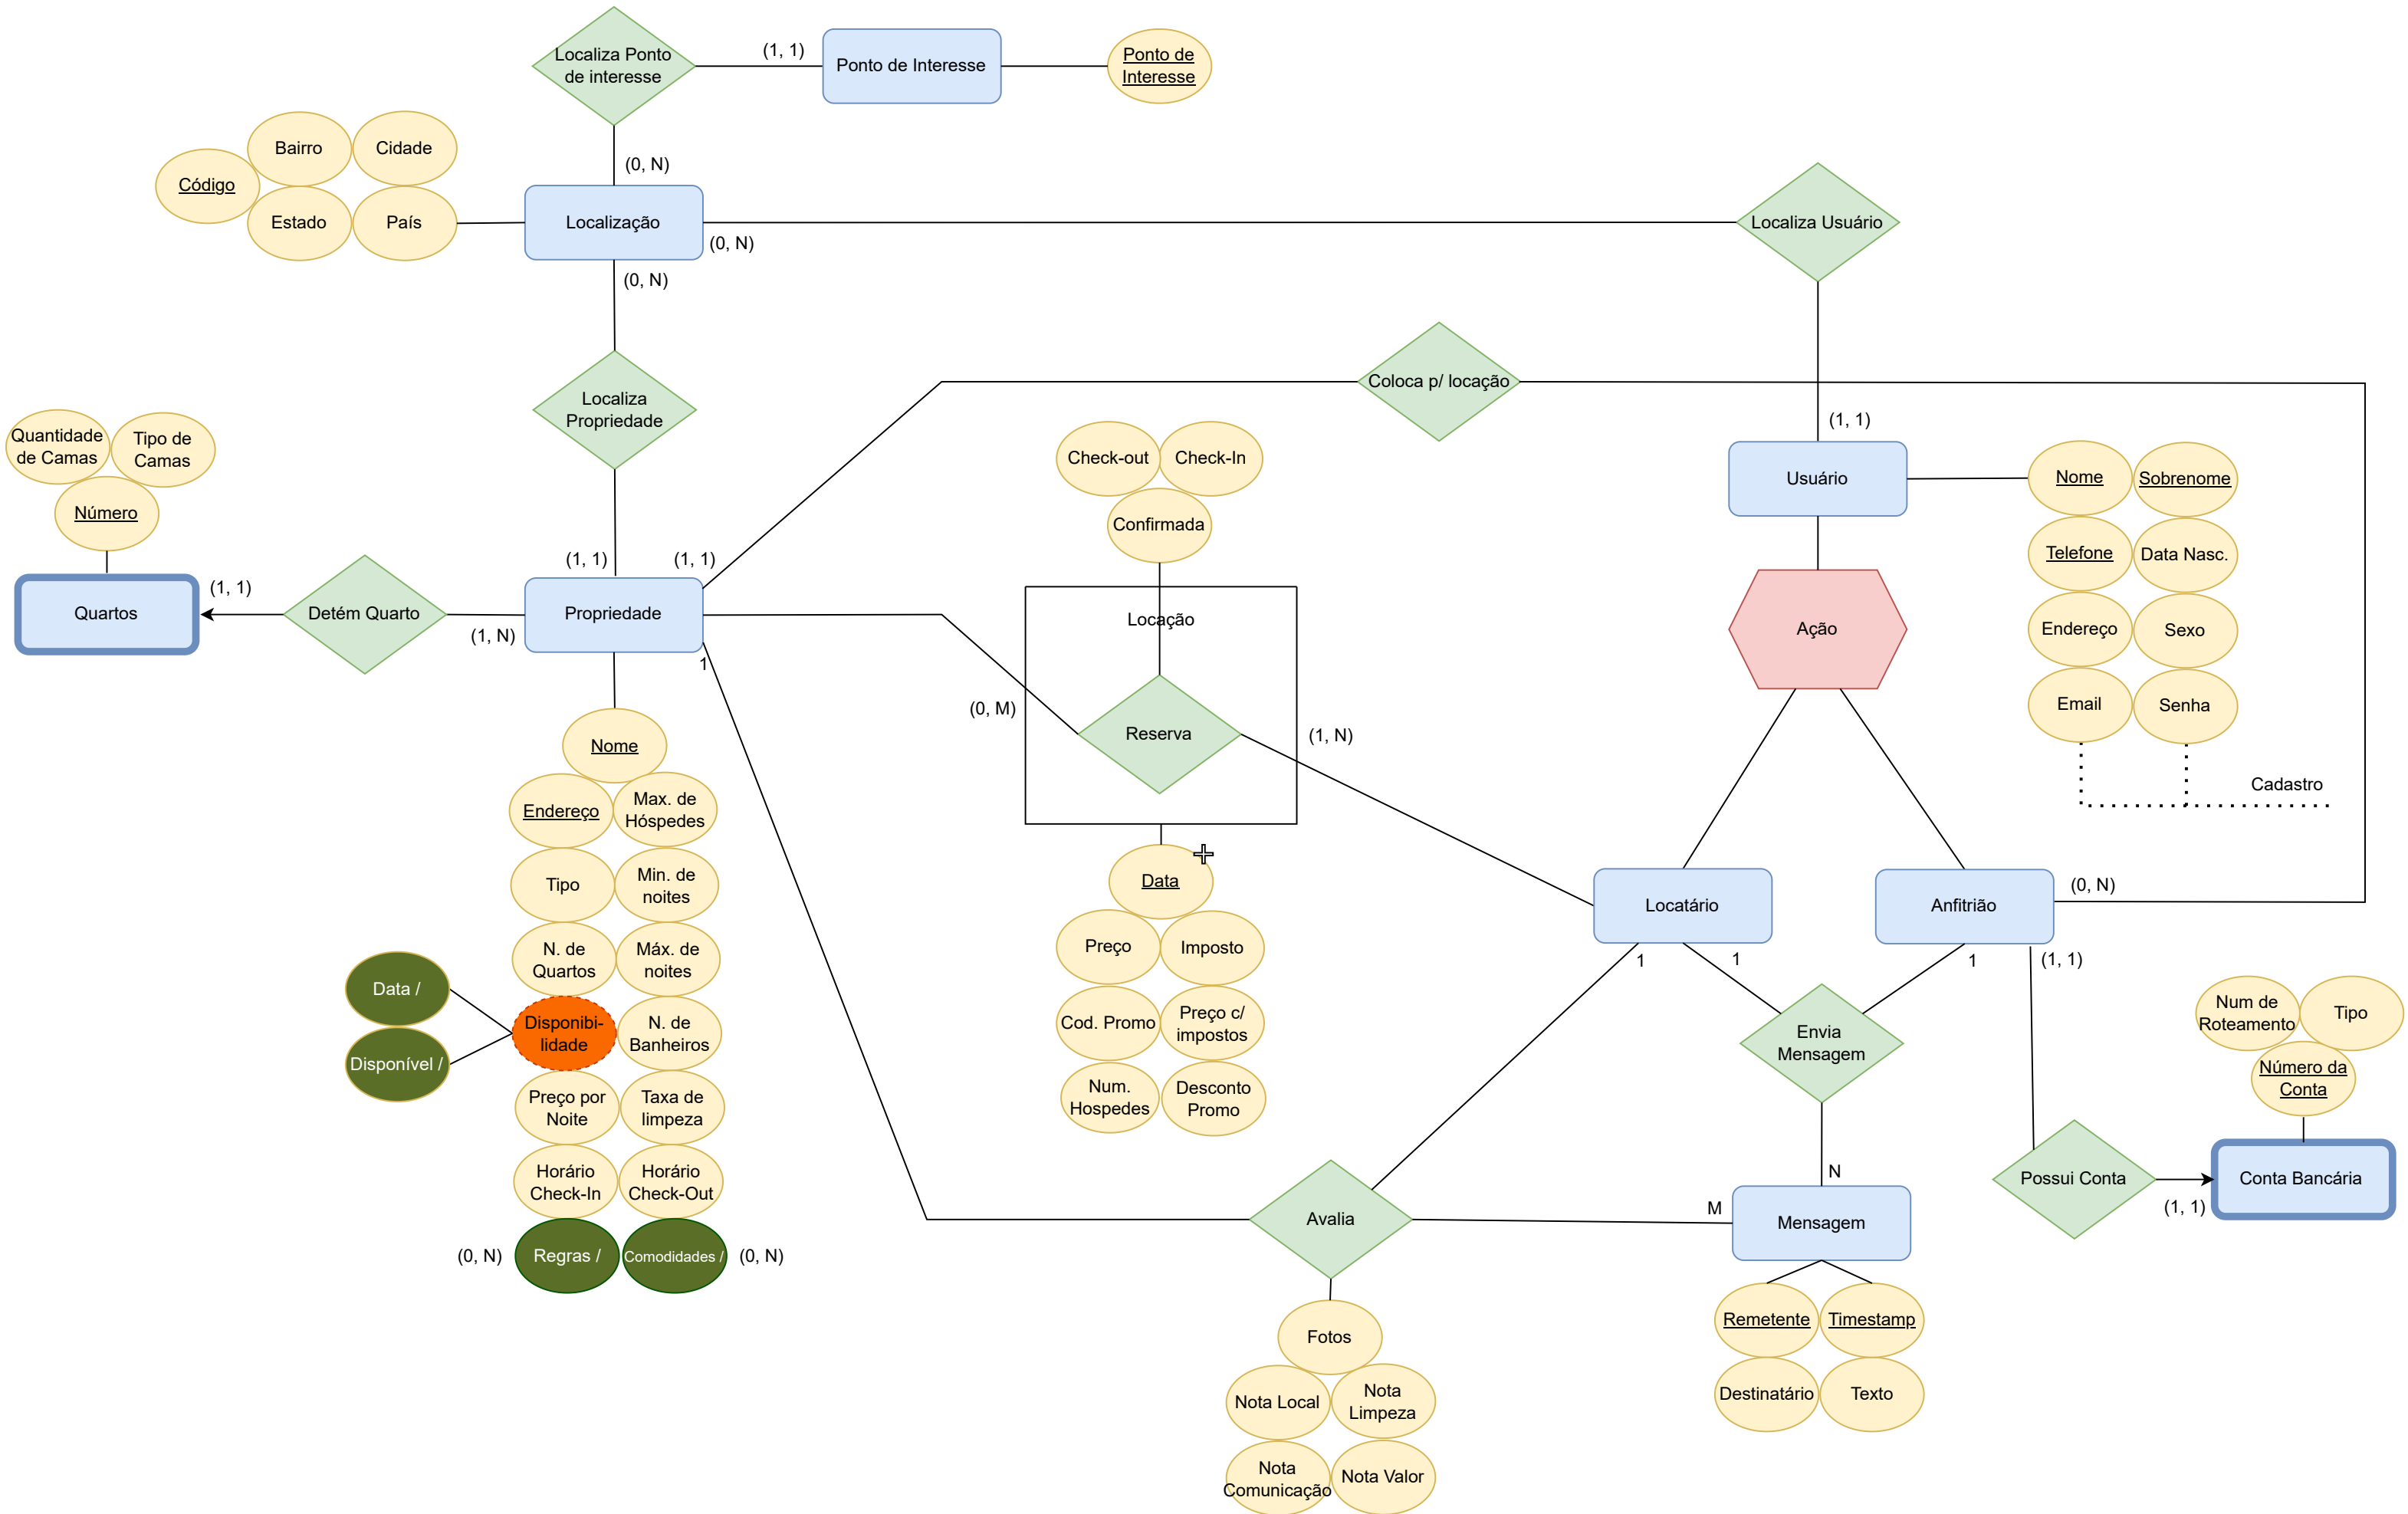 Localiza Ponto
de interesse
(1, 1)
Ponto de Interesse
Ponto de
Interesse
Bairro
Cidade
(0, N)
Código
Estado
País
Localização
(0, N)
Localiza Usuário
(0, N)
Coloca p/ locação
Localiza
Propriedade
(1, 1)
Quantidade
de Camas
Tipo de
Camas
Número
Check-out
Check-In
Confirmada
Usuário
Nome
Sobrenome
Telefone
Data Nasc.
Endereço
Sexo
Email
Senha
Cadastro
(1, 1)
(1, 1)
(1, 1)
Quartos
Detém Quarto
(1, N)
Propriedade
1
Locação
Ação
(0, M)
Reserva
(1, N)
Nome
Endereço
Max. de
Hóspedes
Tipo
Min. de
noites
N. de
Quartos
Máx. de
noites
Data /
Disponível /
Disponibi-
lidade
N. de
Banheiros
Preço por
Noite
Taxa de
limpeza
Horário
Check-In
Horário
Check-Out
(0, N)
Regras /
Comodidades /
(0, N)
Data
Preço
Imposto
Cod. Promo
Preço c/
impostos
Num.
Hospedes
Desconto
Promo
Locatário
Anfitrião
(0, N)
1
1
1
(1, 1)
Envia
Mensagem
Num de
Roteamento
Tipo
Número da
Conta
Possui Conta
(1, 1)
Conta Bancária
N
Avalia
M
Mensagem
Remetente
Timestamp
Destinatário
Texto
Fotos
Nota Local
Nota
Limpeza
Nota
Comunicação
Nota Valor